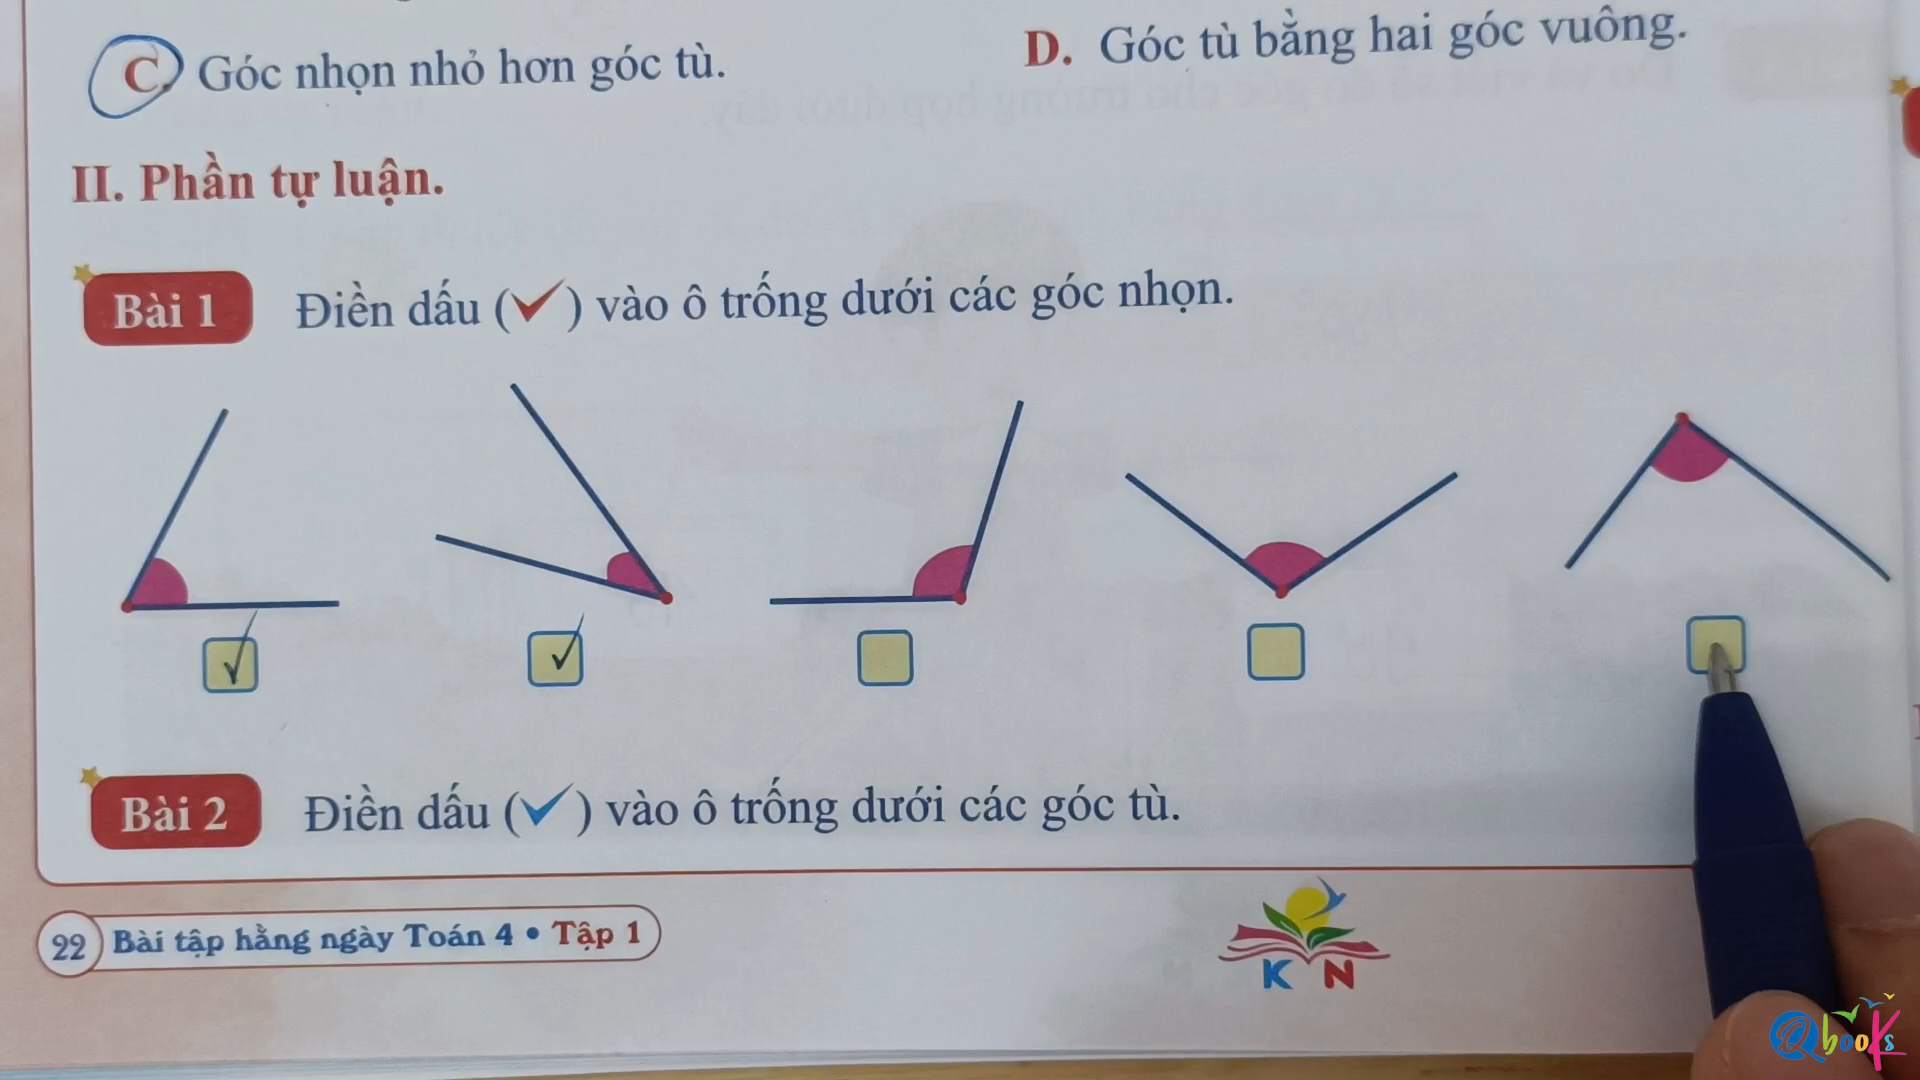 C. Góc nhọn nhỏ hơn góc tù.
D. Góc tù bằng hai góc vuông.
II. Phần tự luận.
Bài 1 Điền dấu (✓) vào ô trống dưới các góc nhọn.
✓ ✓
Bài 2 Điền dấu (✓) vào ô trống dưới các góc tù.
22 Bài tập hằng ngày Toán 4 • Tập 1
K N
Qbooks